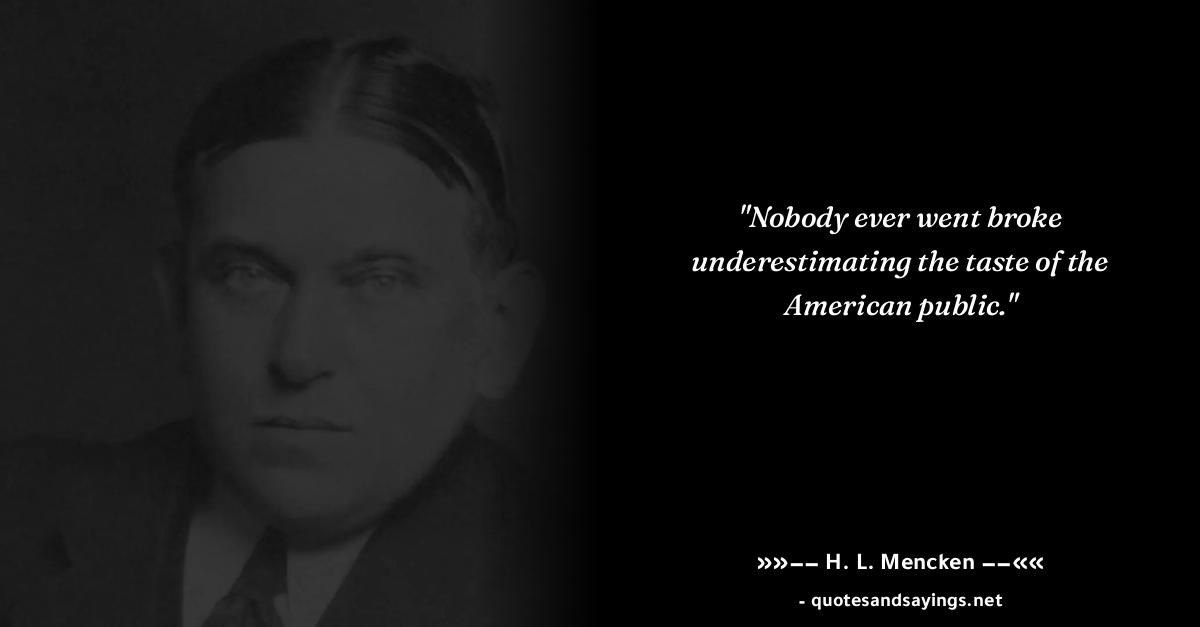 "Nobody ever went broke
underestimating the taste of the
American public."
»»−− H. L. Mencken −−««
- quotesandsayings.net